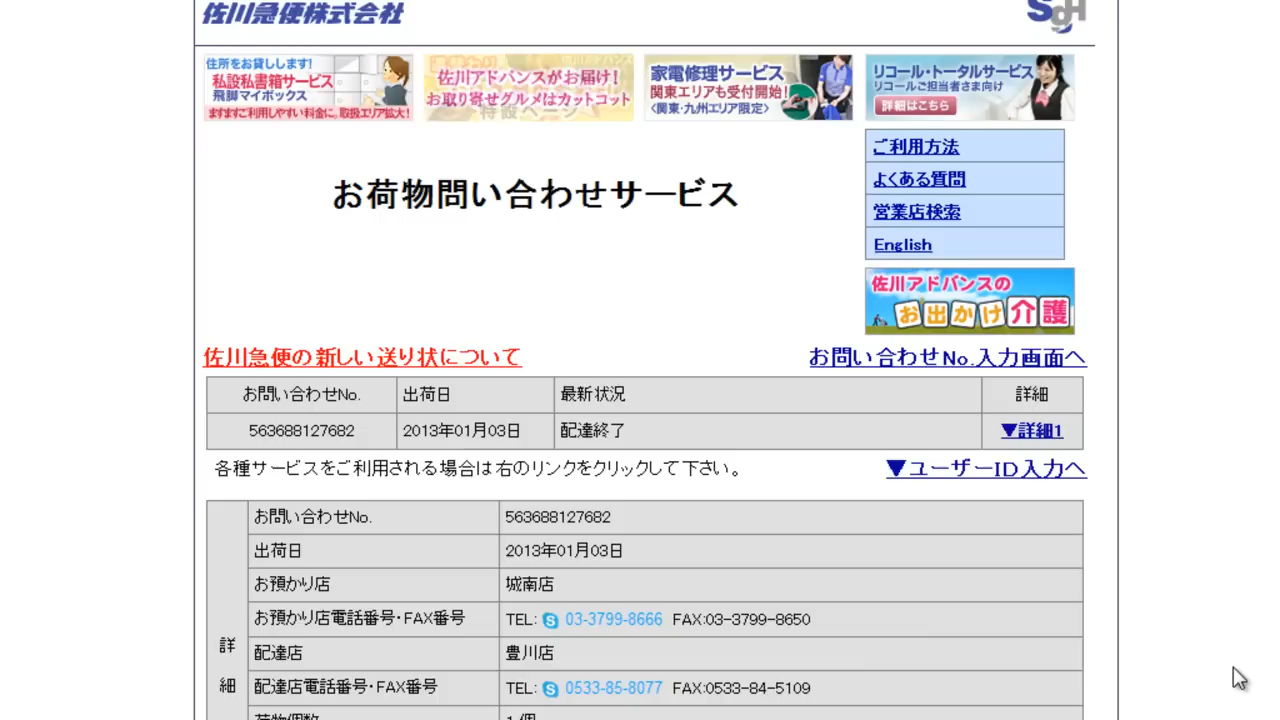 佐川急便株式会社
SGH
住所をお貸しします!
私設私書箱サービス
飛脚マイボックス
ますますご利用しやすい料金に。取扱エリア拡大!
佐川アドバンスがお届け!
お取り寄せグルメはカットコット
特設ページ
家電修理サービス
関東エリアも受付開始!
<関東・九州エリア限定>
リコール・トータルサービス
リコールご担当者さま向け
詳細はこちら
お荷物問い合わせサービス
ご利用方法
よくある質問
営業店検索
English
佐川アドバンスの
お出かけ介護
佐川急便の新しい送り状について
お問い合わせNo.入力画面へ
お問い合わせNo. 出荷日 最新状況 詳細
563688127682 2013年01月03日 配達終了 ▼詳細1
各種サービスをご利用される場合は右のリンクをクリックして下さい。 ▼ユーザーID入力へ
詳細
お問い合わせNo. 563688127682
出荷日 2013年01月03日
お預かり店 城南店
お預かり店電話番号・FAX番号 TEL: 03-3799-8666 FAX:03-3799-8650
配達店 豊川店
配達店電話番号・FAX番号 TEL: 0533-85-8077 FAX:0533-84-5109
荷物個数 1 個